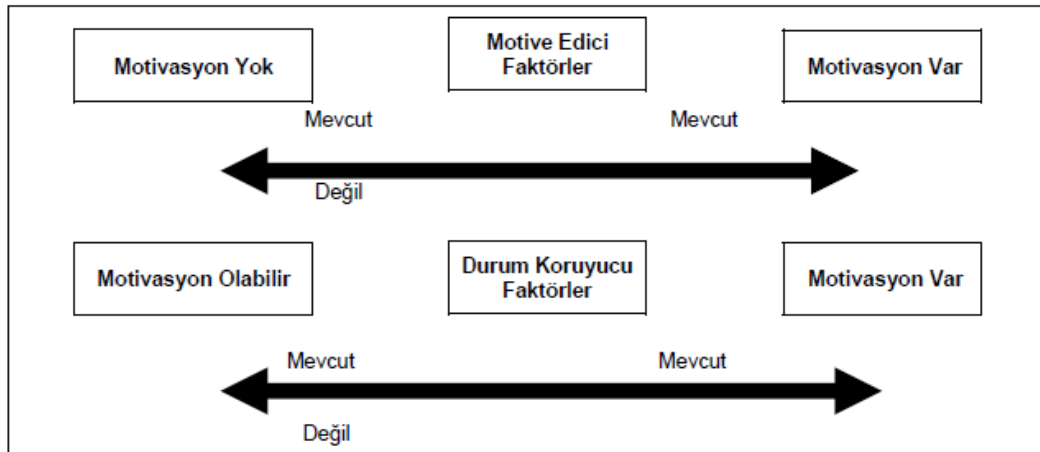 Motivasyon Yok
Motive Edici
Faktörler
Motivasyon Var
Mevcut
Mevcut
Değil
Motivasyon Olabilir
Durum Koruyucu
Faktörler
Motivasyon Var
Mevcut
Mevcut
Değil